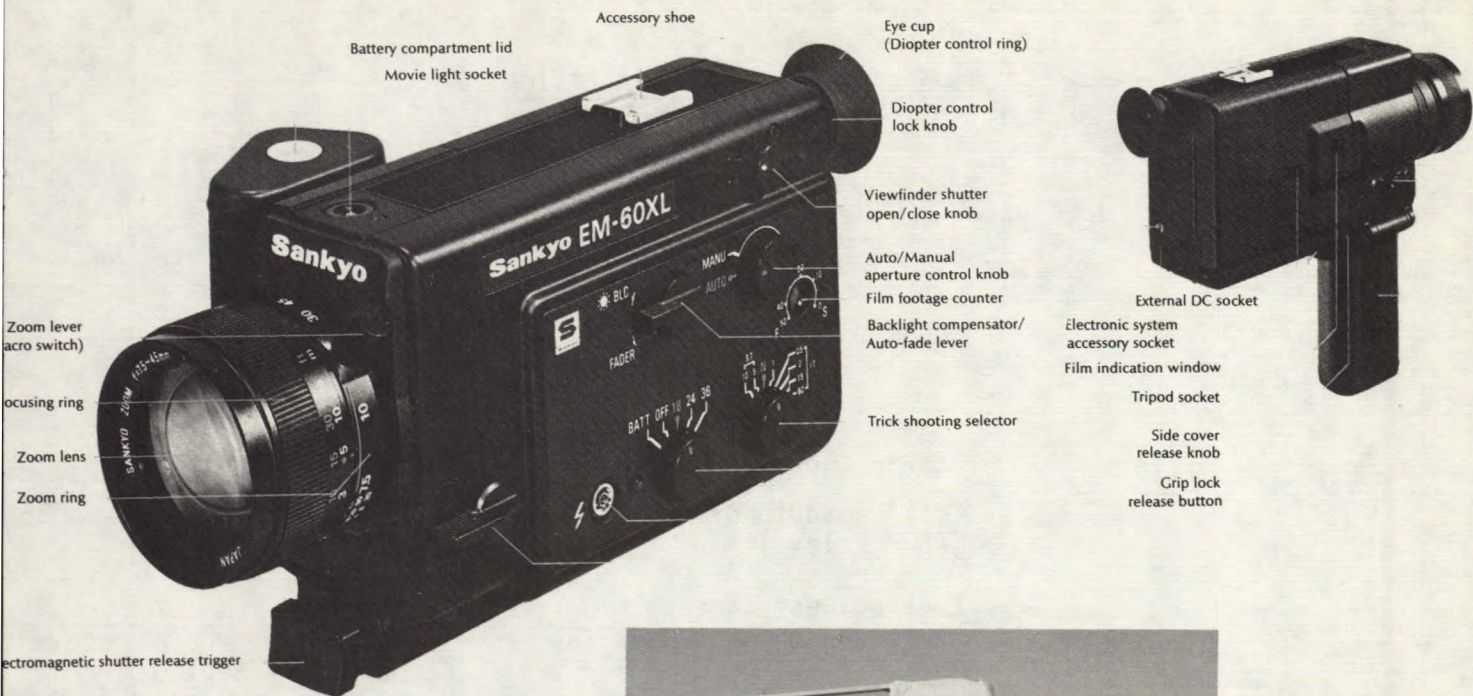 Accessory shoe
Battery compartment lid
Movie light socket
Eye cup
(Diopter control ring)
Diopter control
lock knob
Viewfinder shutter
open/close knob
Auto/Manual
aperture control knob
Film footage counter
Backlight compensator/
Auto-fade lever
Trick shooting selector
Zoom lever
acro switch)
ocusing ring
Zoom lens
Zoom ring
ectromagnetic shutter release trigger
External DC socket
Electronic system
accessory socket
Film indication window
Tripod socket
Side cover
release knob
Grip lock
release button
Sankyo
Sankyo EM-60XL
MANU
AUTO
BLC
FADER
S
BATT OFF 18 24 36
SANKYO ZOOM f=7.5~45mm
JAPAN